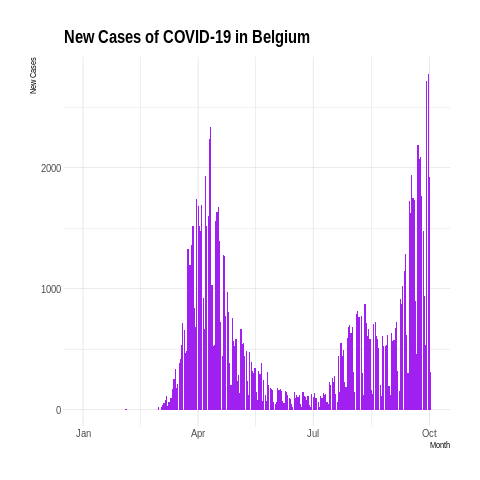 New Cases of COVID-19 in Belgium
New Cases
2000
1000
0
Jan Apr Jul Oct
Month